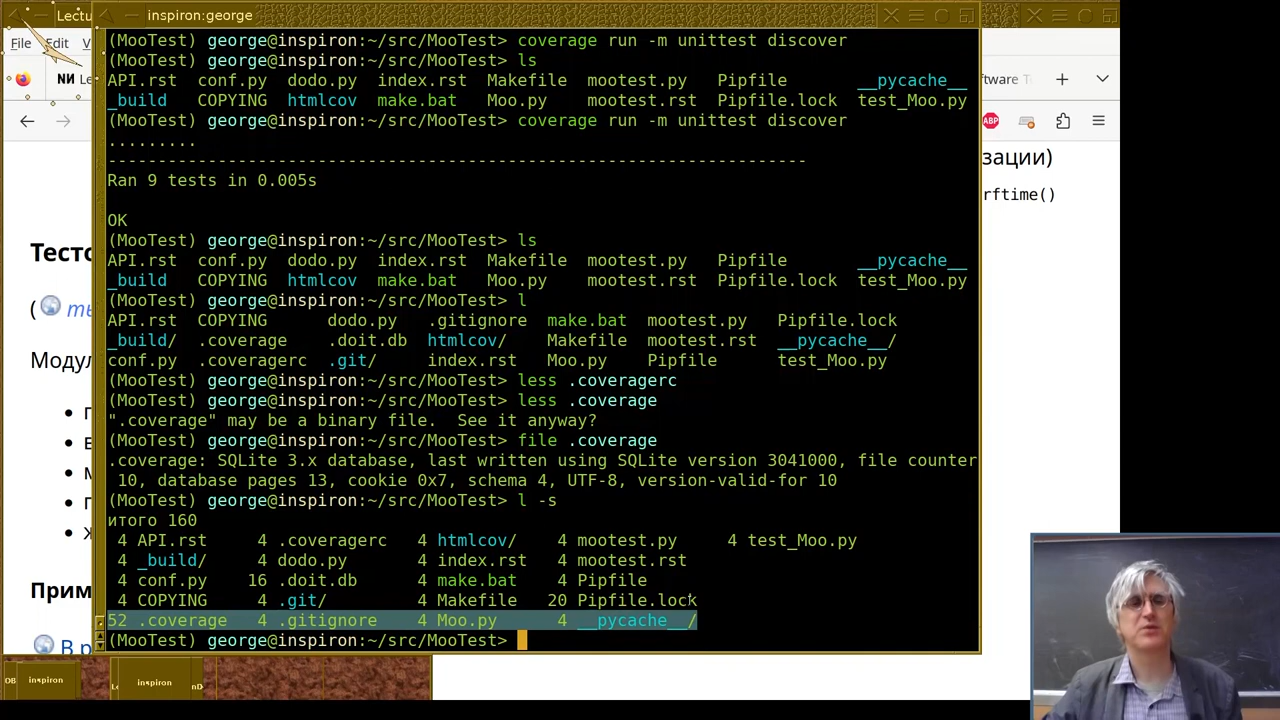 Lectu
inspiron:george
File Edit V
NИ Le
ftware T
ABP
зации)
rftime()
Тесто
(
Модул
Прим
В р
(MooTest) george@inspiron:~/src/MooTest> coverage run -m unittest discover
(MooTest) george@inspiron:~/src/MooTest> ls
API.rst conf.py dodo.py index.rst Makefile mootest.py Pipfile __pycache__
_build COPYING htmlcov make.bat Moo.py mootest.rst Pipfile.lock test_Moo.py
(MooTest) george@inspiron:~/src/MooTest> coverage run -m unittest discover
.........
----------------------------------------------------------------------
Ran 9 tests in 0.005s
OK
(MooTest) george@inspiron:~/src/MooTest> ls
API.rst conf.py dodo.py index.rst Makefile mootest.py Pipfile __pycache__
_build COPYING htmlcov make.bat Moo.py mootest.rst Pipfile.lock test_Moo.py
(MooTest) george@inspiron:~/src/MooTest> l
API.rst COPYING dodo.py .gitignore make.bat mootest.py Pipfile.lock
_build/ .coverage .doit.db htmlcov/ Makefile mootest.rst __pycache__/
conf.py .coveragerc .git/ index.rst Moo.py Pipfile test_Moo.py
(MooTest) george@inspiron:~/src/MooTest> less .coveragerc
(MooTest) george@inspiron:~/src/MooTest> less .coverage
".coverage" may be a binary file. See it anyway?
(MooTest) george@inspiron:~/src/MooTest> file .coverage
.coverage: SQLite 3.x database, last written using SQLite version 3041000, file counter
10, database pages 13, cookie 0x7, schema 4, UTF-8, version-valid-for 10
(MooTest) george@inspiron:~/src/MooTest> l -s
итого 160
4 API.rst 4 .coveragerc 4 htmlcov/ 4 mootest.py 4 test_Moo.py
4 _build/ 4 dodo.py 4 index.rst 4 mootest.rst
4 conf.py 16 .doit.db 4 make.bat 4 Pipfile
4 COPYING 4 .git/ 4 Makefile 20 Pipfile.lock
52 .coverage 4 .gitignore 4 Moo.py 4 __pycache__/
(MooTest) george@inspiron:~/src/MooTest>
inspiron
inspiron